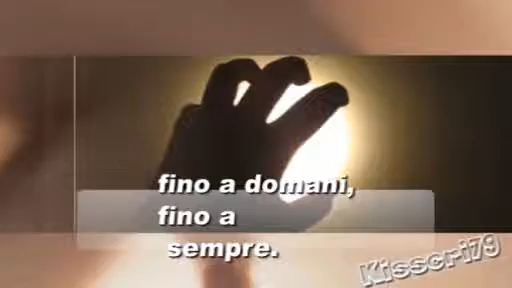 fino a domani,
fino a
sempre.
Kisscri79